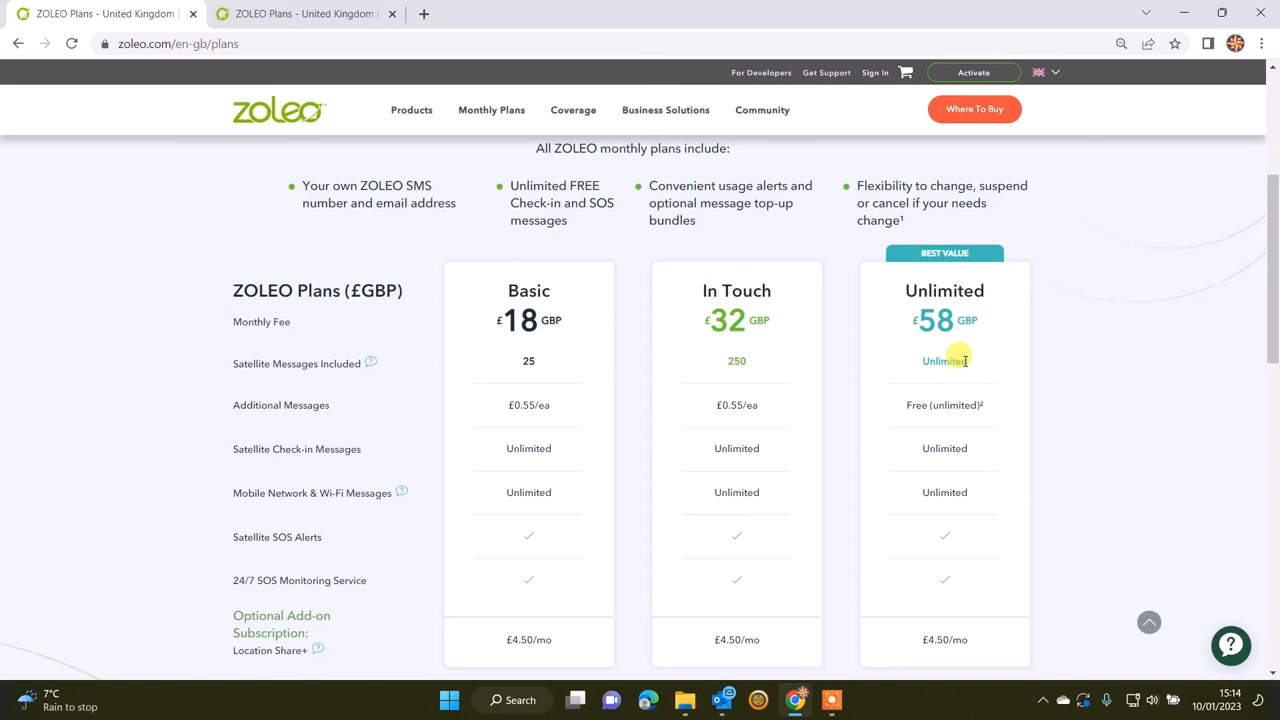 ZOLEO Plans - United Kingdom |
ZOLEO Plans - United Kingdom |
zoleo.com/en-gb/plans
For Developers Get Support Sign In Activate
zoleo
Products Monthly Plans Coverage Business Solutions Community Where To Buy
All ZOLEO monthly plans include:
Your own ZOLEO SMS
number and email address
Unlimited FREE
Check-in and SOS
messages
Convenient usage alerts and
optional message top-up
bundles
Flexibility to change, suspend
or cancel if your needs
change¹
BEST VALUE
ZOLEO Plans (£GBP) Basic In Touch Unlimited
Monthly Fee £18 GBP £32 GBP £58 GBP
Satellite Messages Included ? 25 250 Unlimited
Additional Messages £0.55/ea £0.55/ea Free (unlimited)²
Satellite Check-in Messages Unlimited Unlimited Unlimited
Mobile Network & Wi-Fi Messages ? Unlimited Unlimited Unlimited
Satellite SOS Alerts
24/7 SOS Monitoring Service
Optional Add-on
Subscription:
Location Share+ ? £4.50/mo £4.50/mo £4.50/mo
?
7°C
Rain to stop
Search
15:14
10/01/2023